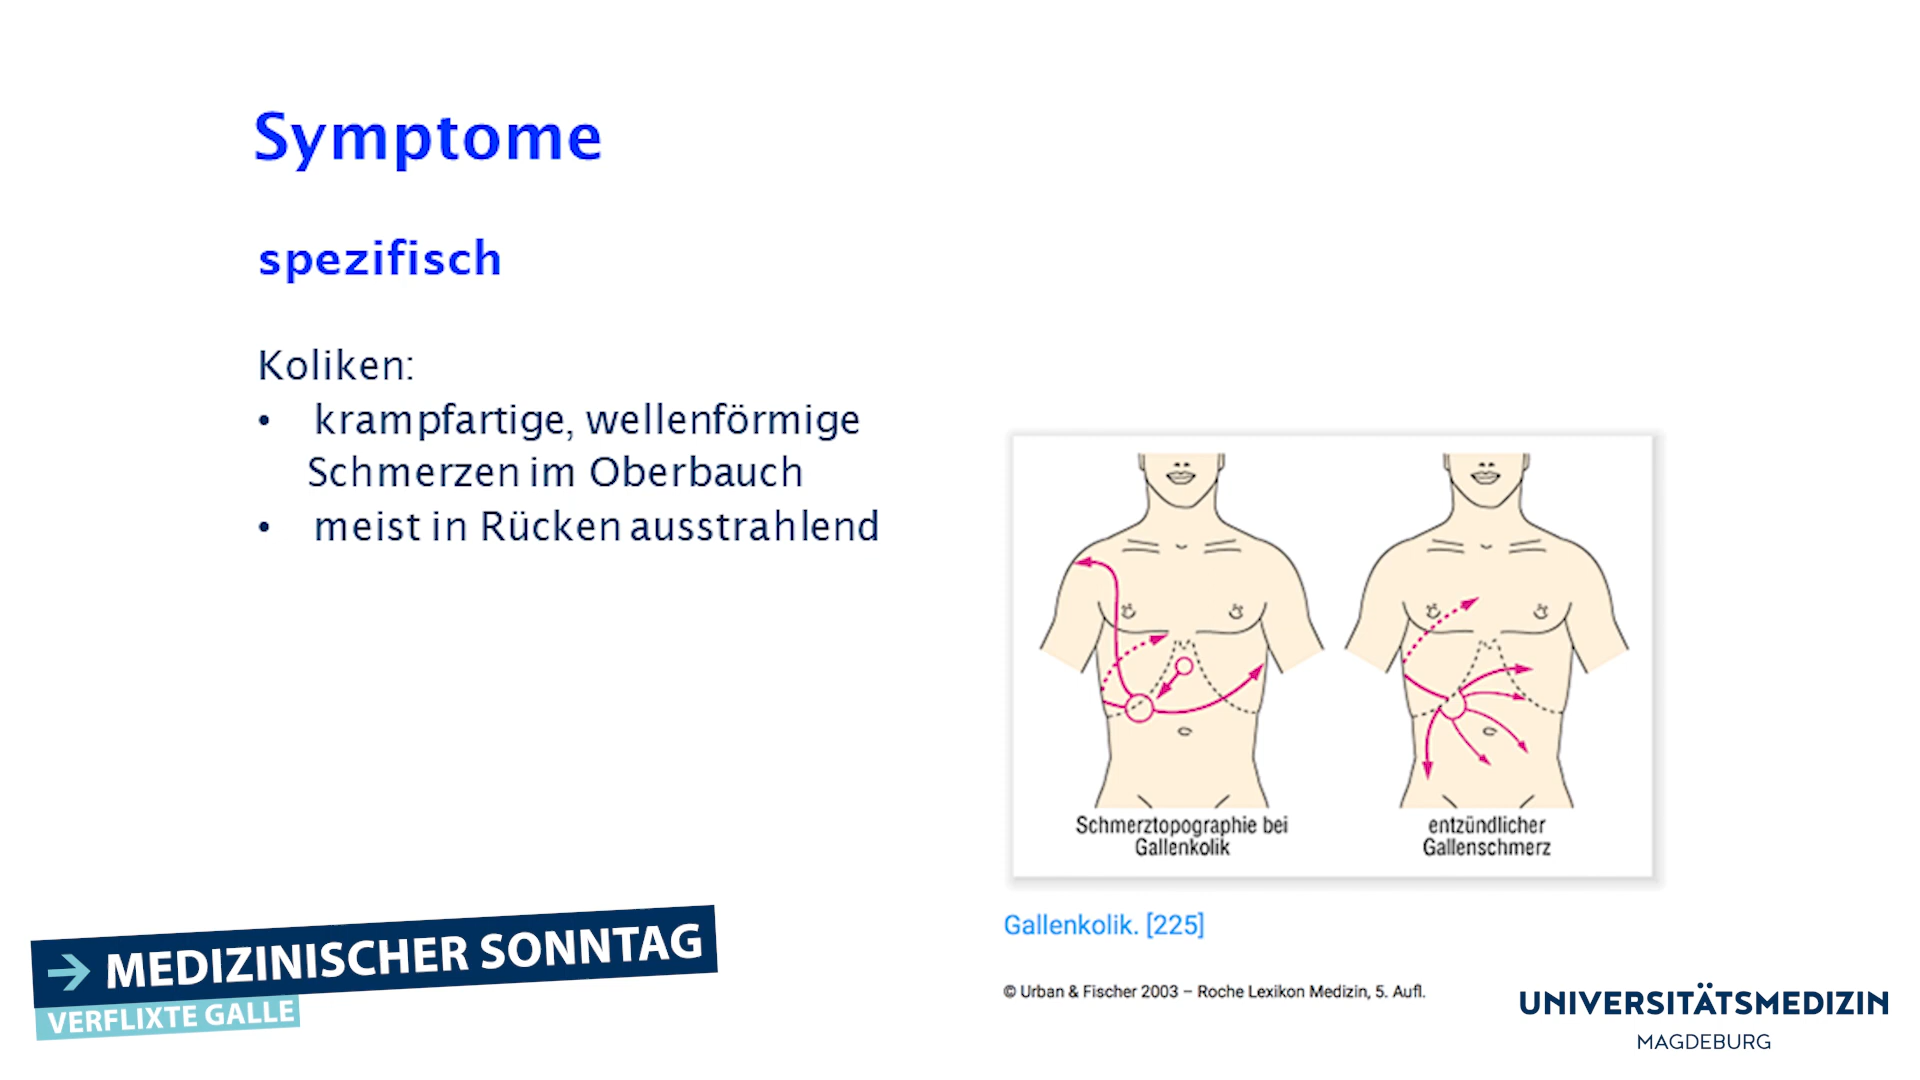 Symptome
spezifisch
Koliken:
• krampfartige, wellenförmige
Schmerzen im Oberbauch
• meist in Rücken ausstrahlend
Schmerztopographie bei
Gallenkolik
entzündlicher
Gallenschmerz
Gallenkolik. [225]
© Urban & Fischer 2003 – Roche Lexikon Medizin, 5. Aufl.
→ MEDIZINISCHER SONNTAG
VERFLIXTE GALLE
UNIVERSITÄTSMEDIZIN
MAGDEBURG